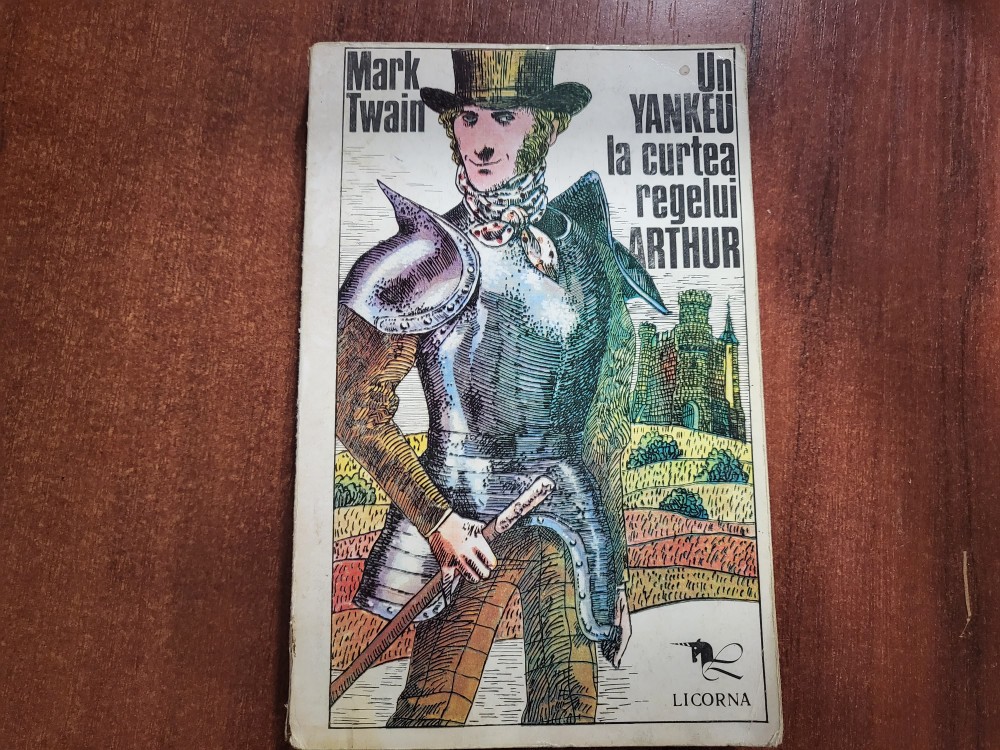 Mark
Twain
Un
YANKEU
la curtea
regelui
ARTHUR
LICORNA